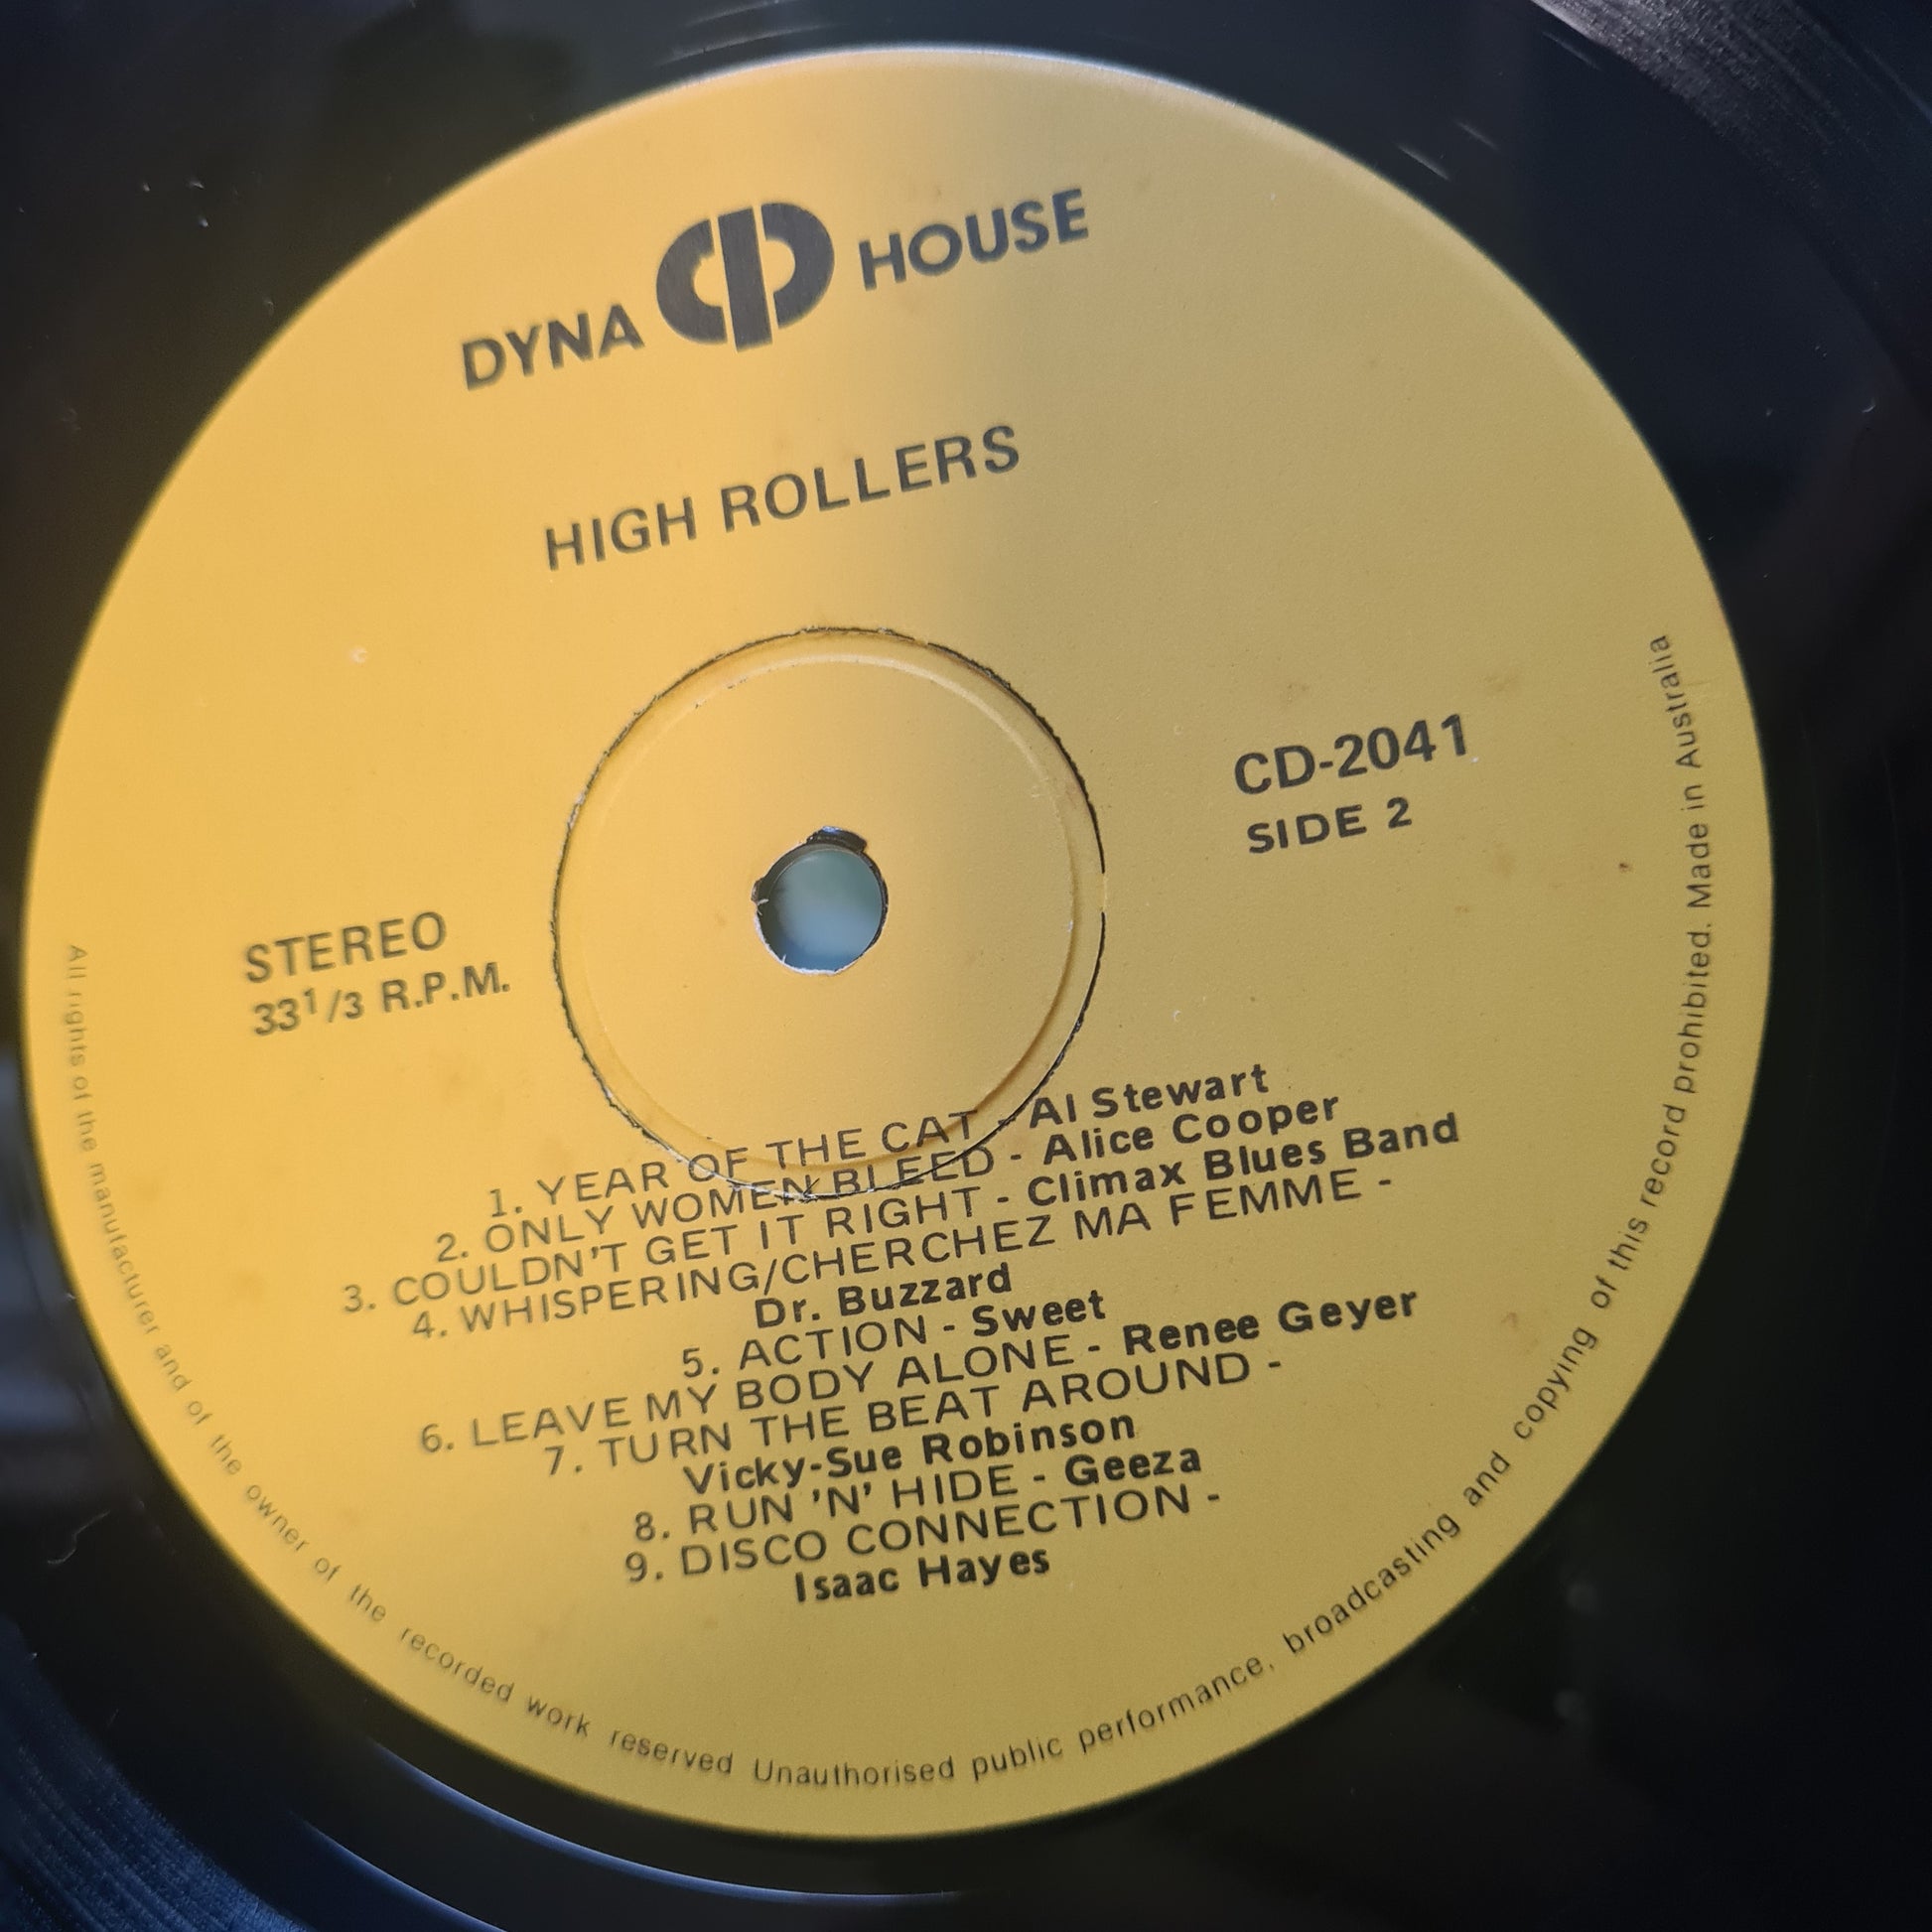 DYNA HOUSE
HIGH ROLLERS
CD-2041
SIDE 2
STEREO
33 1/3 R.P.M.
1. YEAR OF THE CAT - Al Stewart
2. ONLY WOMEN BLEED - Alice Cooper
3. COULDN'T GET IT RIGHT - Climax Blues Band
4. WHISPERING/CHERCHEZ MA FEMME -
Dr. Buzzard
5. ACTION - Sweet
6. LEAVE MY BODY ALONE - Renee Geyer
7. TURN THE BEAT AROUND -
Vicky-Sue Robinson
8. RUN 'N' HIDE - Geeza
9. DISCO CONNECTION -
Isaac Hayes
All rights of the manufacturer and of the owner of the recorded work reserved Unauthorised public performance, broadcasting and copying of this record prohibited. Made in Australia